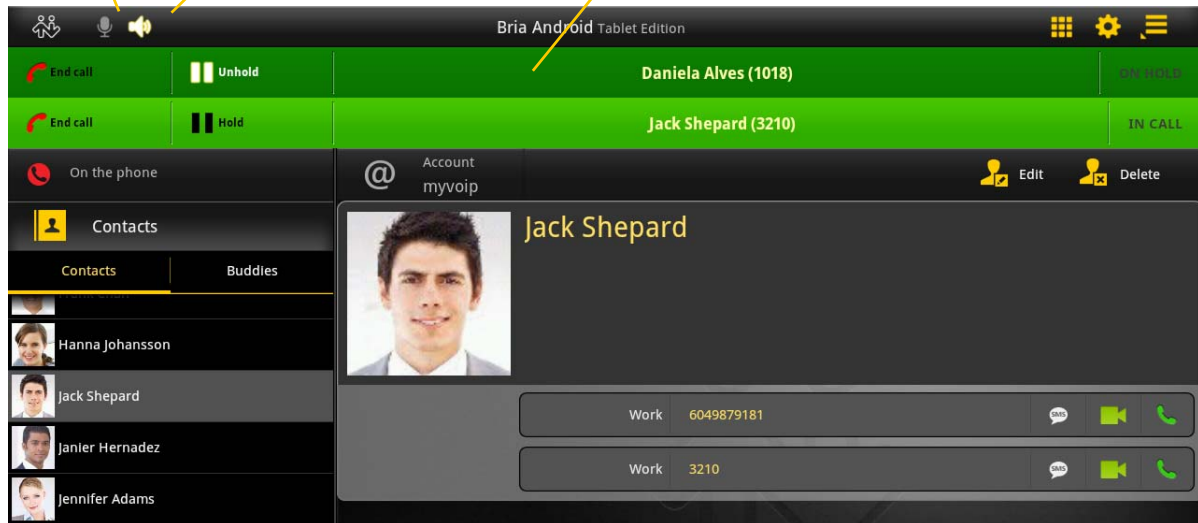 Bria Android Tablet Edition
End call Unhold Daniela Alves (1018) ON HOLD
End call Hold Jack Shepard (3210) IN CALL
On the phone
Account
myvoip
Edit Delete
Contacts
Contacts Buddies
Hanna Johansson
Jack Shepard
Janier Hernadez
Jennifer Adams
Jack Shepard
Work 6049879181 SMS
Work 3210 SMS